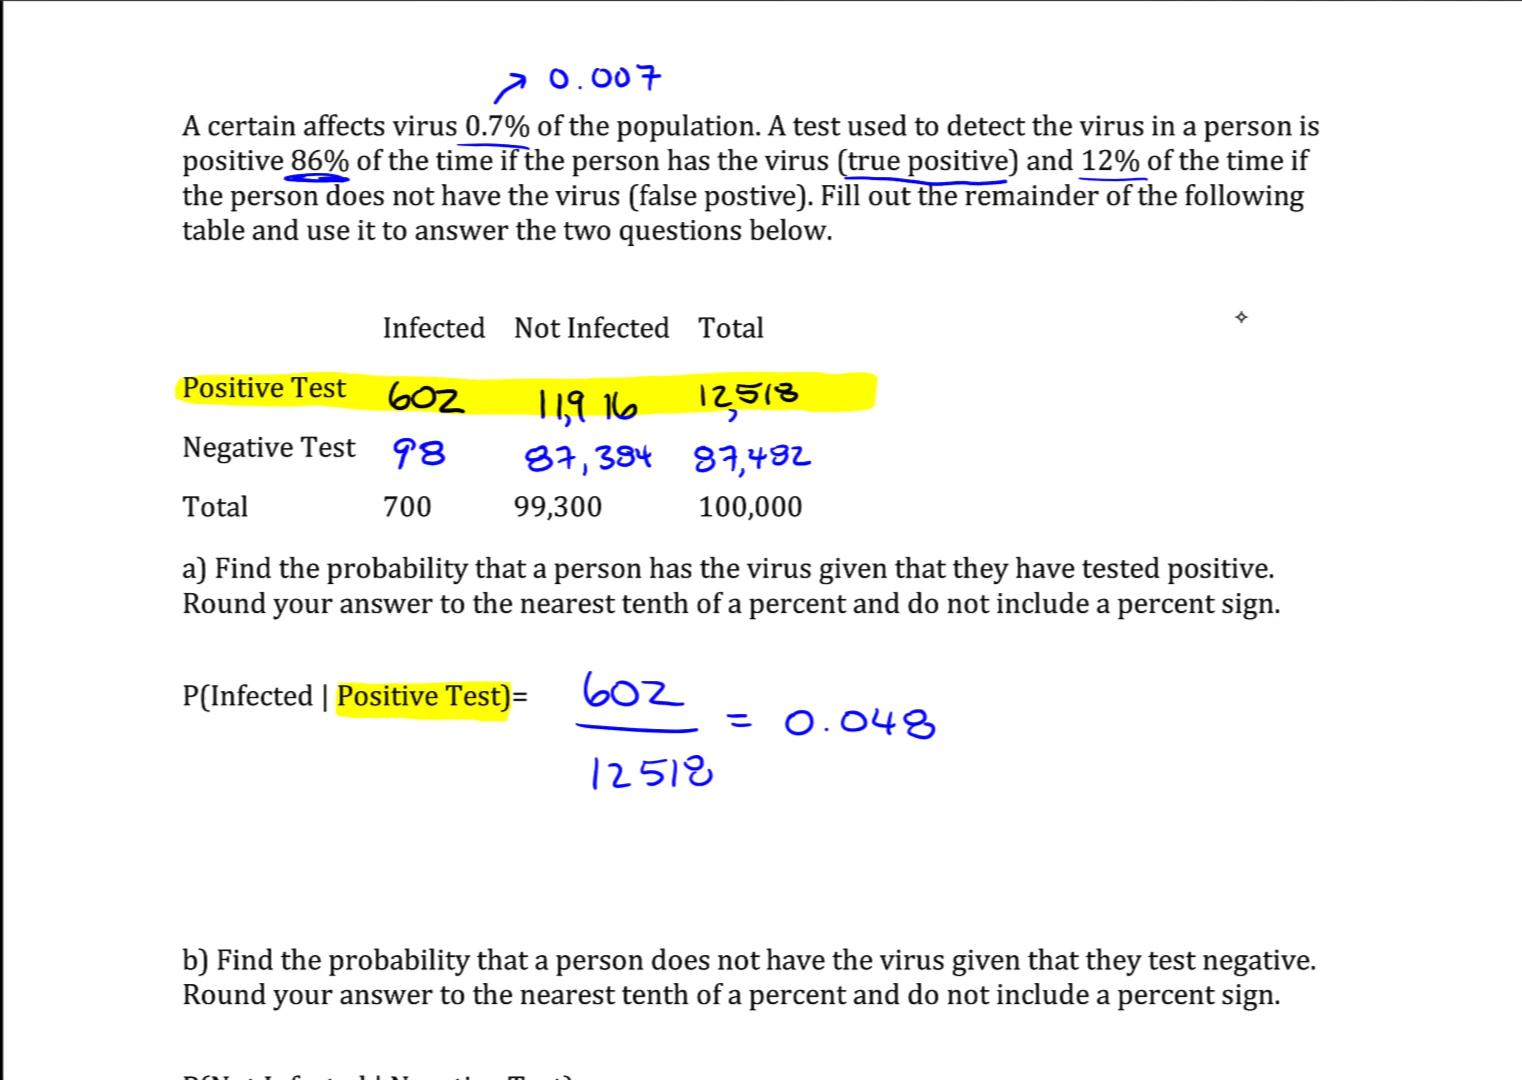 ↗ 0.007
A certain affects virus 0.7% of the population. A test used to detect the virus in a person is
positive 86% of the time if the person has the virus (true positive) and 12% of the time if
the person does not have the virus (false postive). Fill out the remainder of the following
table and use it to answer the two questions below.
Infected Not Infected Total
Positive Test 602 11,916 12,518
Negative Test 98 87,384 87,482
Total 700 99,300 100,000
a) Find the probability that a person has the virus given that they have tested positive.
Round your answer to the nearest tenth of a percent and do not include a percent sign.
602
P(Infected | Positive Test)= = 0.048
12518
b) Find the probability that a person does not have the virus given that they test negative.
Round your answer to the nearest tenth of a percent and do not include a percent sign.